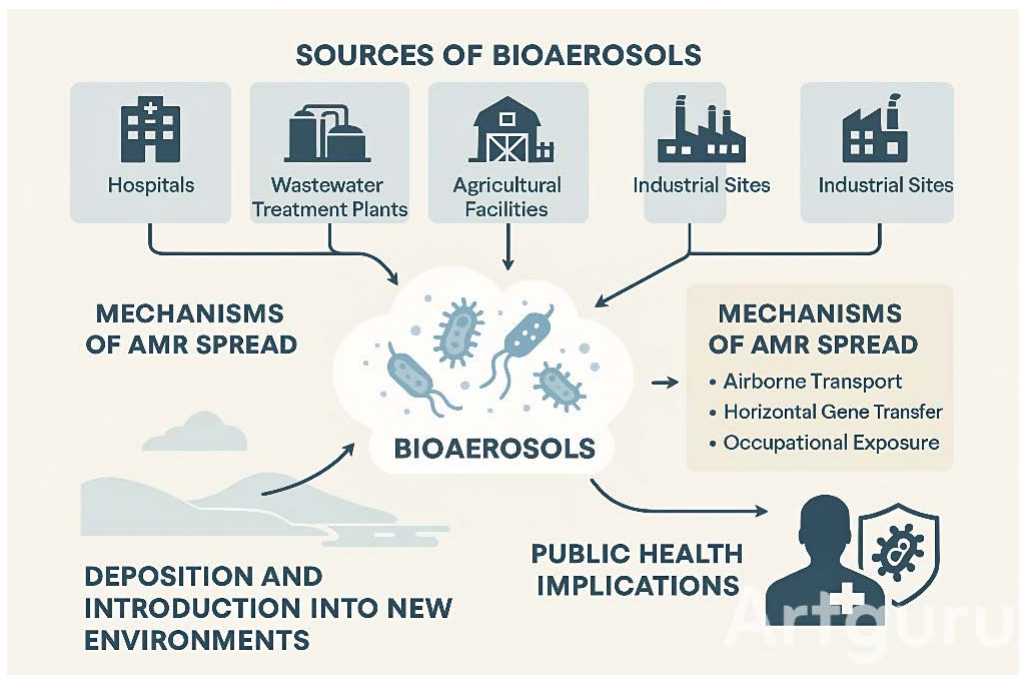 SOURCES OF BIOAEROSOLS
Hospitals
Wastewater
Treatment Plants
Agricultural
Facilities
Industrial Sites
Industrial Sites
MECHANISMS
OF AMR SPREAD
BIOAEROSOLS
MECHANISMS
OF AMR SPREAD
• Airborne Transport
• Horizontal Gene Transfer
• Occupational Exposure
DEPOSITION AND
INTRODUCTION INTO NEW
ENVIRONMENTS
PUBLIC HEALTH
IMPLICATIONS
Artguru